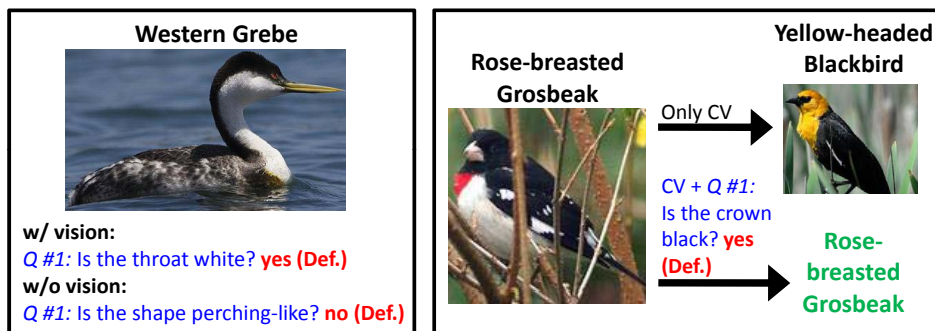 Western Grebe
w/ vision:
Q #1: Is the throat white? yes (Def.)
w/o vision:
Q #1: Is the shape perching-like? no (Def.)
Rose-breasted
Grosbeak
Only CV
Yellow-headed
Blackbird
CV + Q #1:
Is the crown
black? yes
(Def.)
Rose-
breasted
Grosbeak